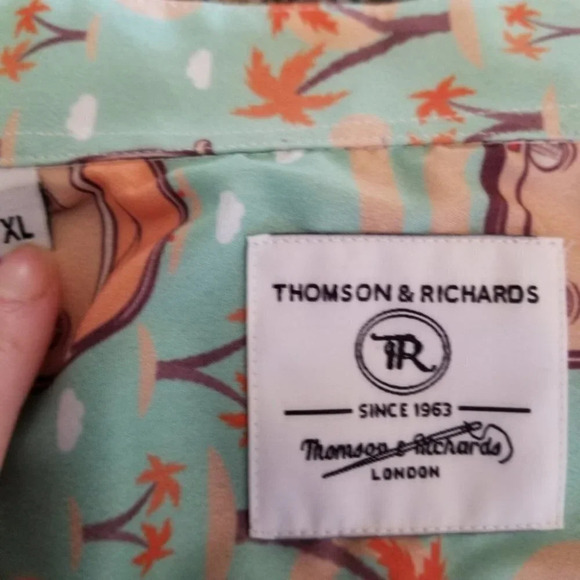 XL
THOMSON & RICHARDS
TR
SINCE 1963
Thomson & Richards
LONDON